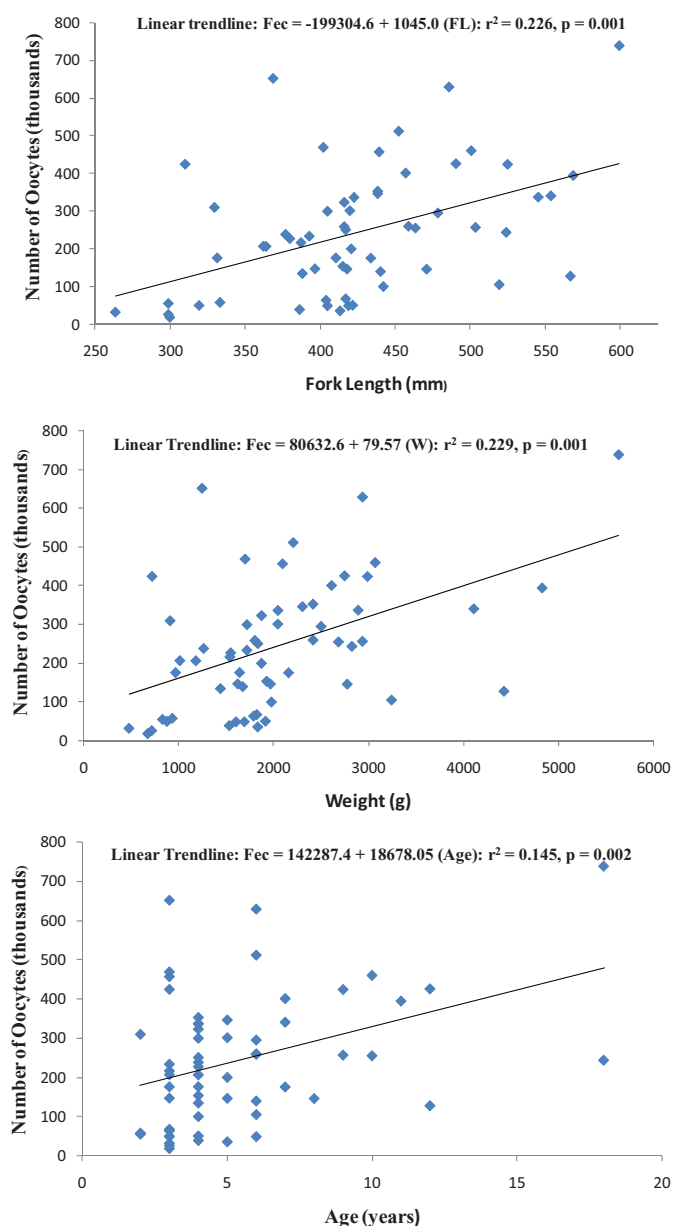 Linear trendline: Fec = -199304.6 + 1045.0 (FL): r² = 0.226, p = 0.001
800
700
600
500
400
300
200
100
0
Number of Oocytes (thousands)
250 300 350 400 450 500 550 600
Fork Length (mm)
Linear Trendline: Fec = 80632.6 + 79.57 (W): r² = 0.229, p = 0.001
800
700
600
500
400
300
200
100
0
Number of Oocytes (thousands)
0 1000 2000 3000 4000 5000 6000
Weight (g)
Linear Trendline: Fec = 142287.4 + 18678.05 (Age): r² = 0.145, p = 0.002
800
700
600
500
400
300
200
100
0
Number of Oocytes (thousands)
0 5 10 15 20
Age (years)